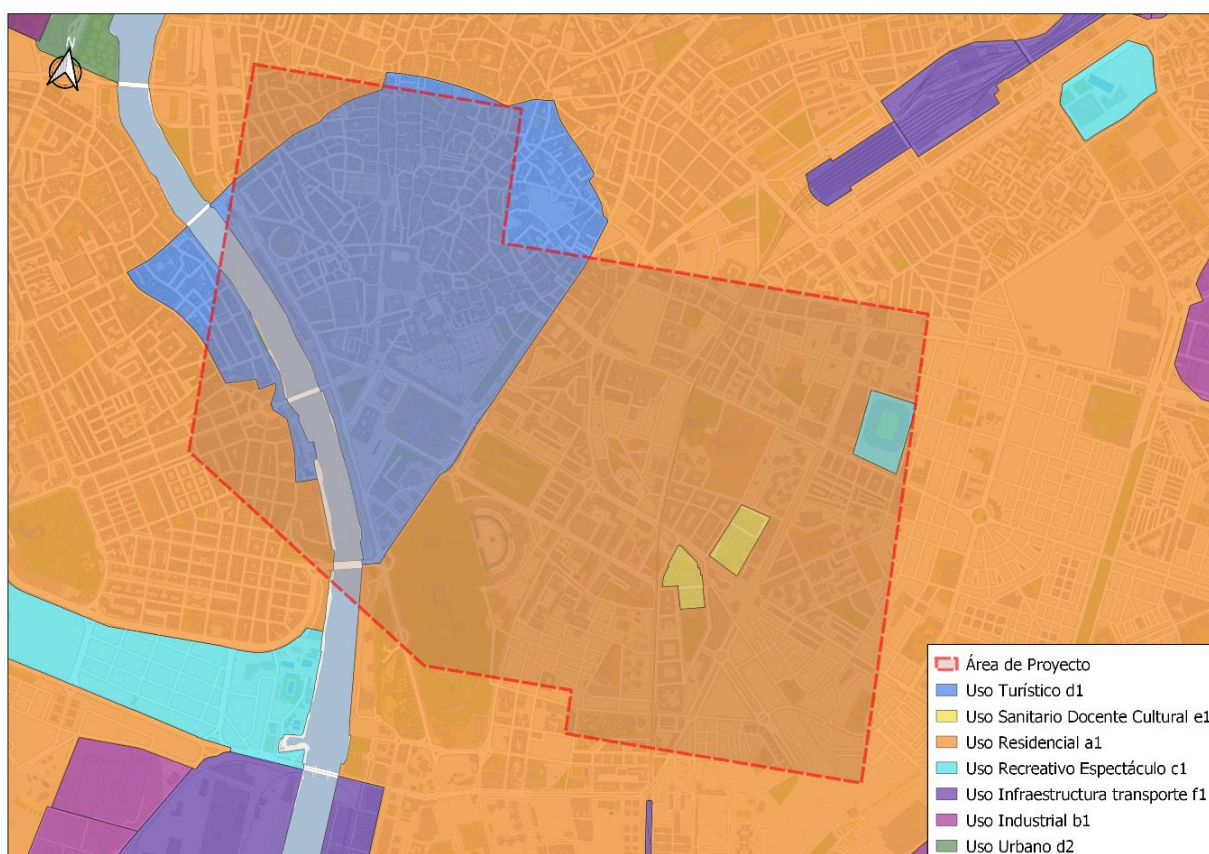 N
Área de Proyecto
Uso Turístico d1
Uso Sanitario Docente Cultural e1
Uso Residencial a1
Uso Recreativo Espectáculo c1
Uso Infraestructura transporte f1
Uso Industrial b1
Uso Urbano d2